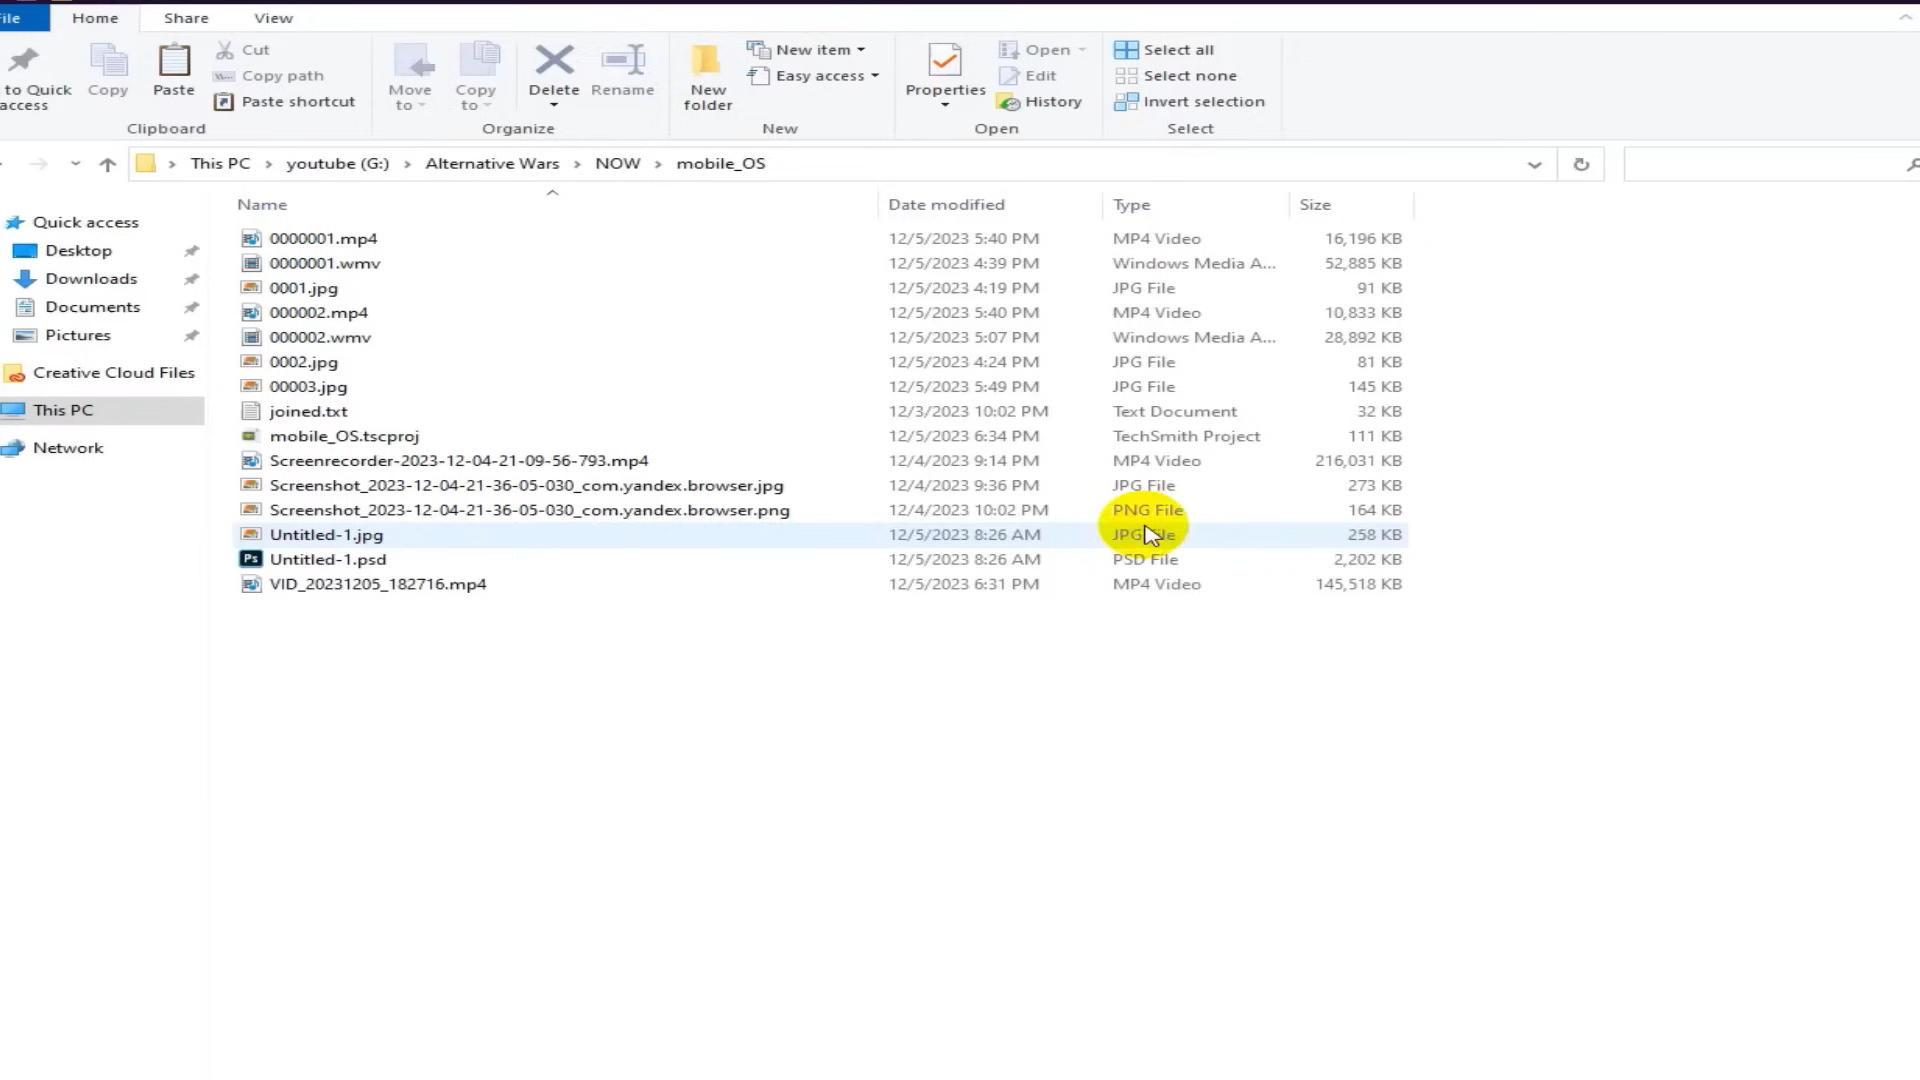 File Home Share View
to Quick access
Copy
Paste
Cut
Copy path
Paste shortcut
Clipboard
Move to
Copy to
Delete
Rename
Organize
New folder
New item
Easy access
New
Properties
Open
Edit
History
Open
Select all
Select none
Invert selection
Select
This PC > youtube (G:) > Alternative Wars > NOW > mobile_OS
Quick access
Desktop
Downloads
Documents
Pictures
Creative Cloud Files
This PC
Network
Name Date modified Type Size
0000001.mp4 12/5/2023 5:40 PM MP4 Video 16,196 KB
0000001.wmv 12/5/2023 4:39 PM Windows Media A... 52,885 KB
0001.jpg 12/5/2023 4:19 PM JPG File 91 KB
000002.mp4 12/5/2023 5:40 PM MP4 Video 10,833 KB
000002.wmv 12/5/2023 5:07 PM Windows Media A... 28,892 KB
0002.jpg 12/5/2023 4:24 PM JPG File 81 KB
00003.jpg 12/5/2023 5:49 PM JPG File 145 KB
joined.txt 12/3/2023 10:02 PM Text Document 32 KB
mobile_OS.tscproj 12/5/2023 6:34 PM TechSmith Project 111 KB
Screenrecorder-2023-12-04-21-09-56-793.mp4 12/4/2023 9:14 PM MP4 Video 216,031 KB
Screenshot_2023-12-04-21-36-05-030_com.yandex.browser.jpg 12/4/2023 9:36 PM JPG File 273 KB
Screenshot_2023-12-04-21-36-05-030_com.yandex.browser.png 12/4/2023 10:02 PM PNG File 164 KB
Untitled-1.jpg 12/5/2023 8:26 AM JPG File 258 KB
Ps Untitled-1.psd 12/5/2023 8:26 AM PSD File 2,202 KB
VID_20231205_182716.mp4 12/5/2023 6:31 PM MP4 Video 145,518 KB